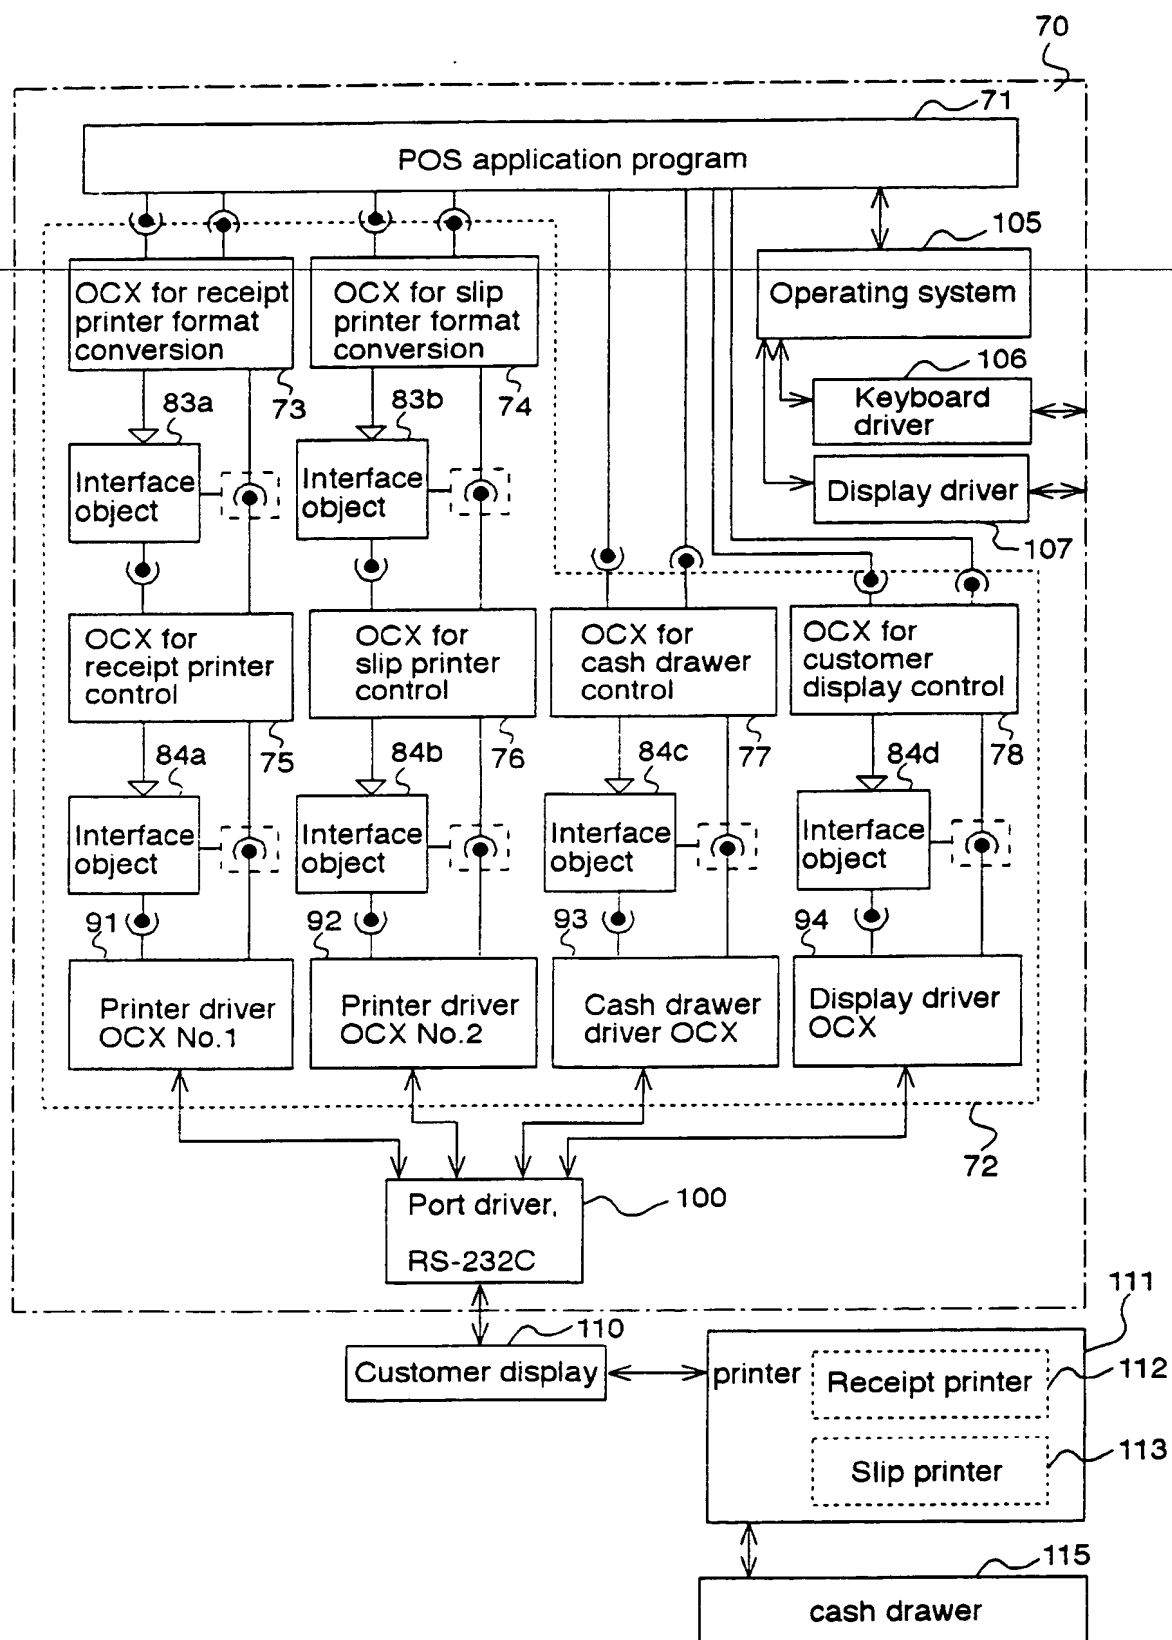 70
71
POS application program
105
OCX for receipt
printer format
conversion
OCX for slip
printer format
conversion
Operating system
106
73
74
83a
83b
Keyboard
driver
Interface
object
Interface
object
Display driver
107
OCX for
receipt printer
control
OCX for
slip printer
control
OCX for
cash drawer
control
OCX for
customer
display control
84a
75
84b
76
84c
77
84d
78
Interface
object
Interface
object
Interface
object
Interface
object
91
92
93
94
Printer driver
OCX No.1
Printer driver
OCX No.2
Cash drawer
driver OCX
Display driver
OCX
72
Port driver,
RS-232C
100
110
111
Customer display
printer
Receipt printer
112
Slip printer
113
115
cash drawer